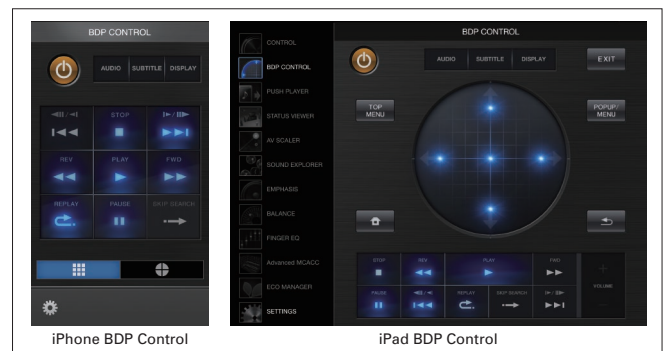 BDP CONTROL
AUDIO SUBTITLE DISPLAY
STOP
REV PLAY FWD
REPLAY PAUSE SKIP SEARCH
iPhone BDP Control
CONTROL
BDP CONTROL
PUSH PLAYER
STATUS VIEWER
AV SCALER
SOUND EXPLORER
EMPHASIS
BALANCE
FINGER EQ
Advanced MCACC
ECO MANAGER
SETTINGS
BDP CONTROL
AUDIO SUBTITLE DISPLAY
EXIT
TOP
MENU
POPUP/
MENU
STOP REV PLAY FWD
PAUSE REPLAY SKIP SEARCH
VOLUME
iPad BDP Control